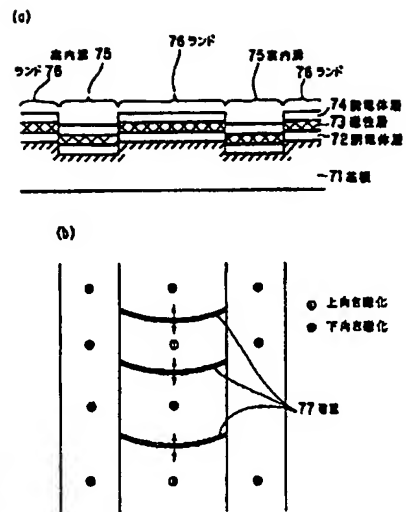 (a)
案内溝 75
76 ランド
75 案内溝
ランド 76
76 ランド
74 誘電体層
73 磁性層
72 誘電体層
71 基板
(b)
上向き磁化
下向き磁化
77 磁壁